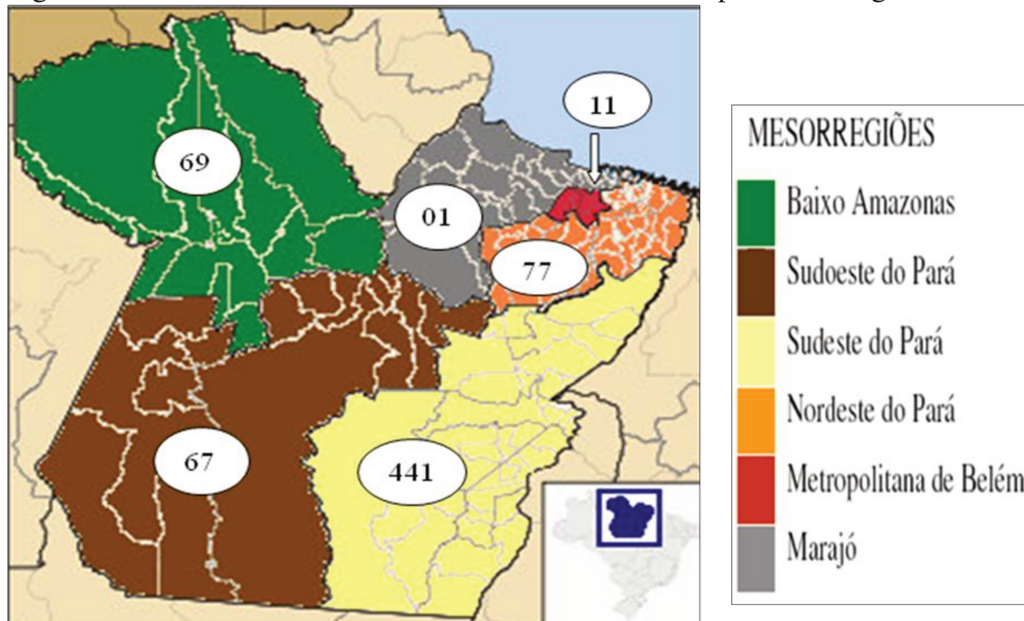 11
69
01
77
67
441
MESORREGIÕES
Baixo Amazonas
Sudoeste do Pará
Sudeste do Pará
Nordeste do Pará
Metropolitana de Belém
Marajó